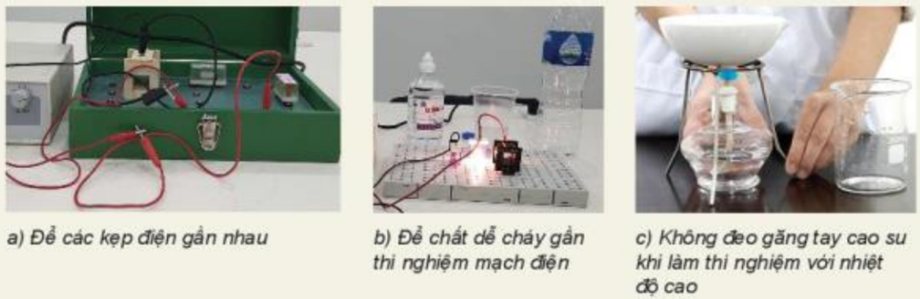 a) Để các kẹp điện gần nhau
b) Để chất dễ cháy gần
thí nghiệm mạch điện
c) Không đeo găng tay cao su
khi làm thí nghiệm với nhiệt
độ cao